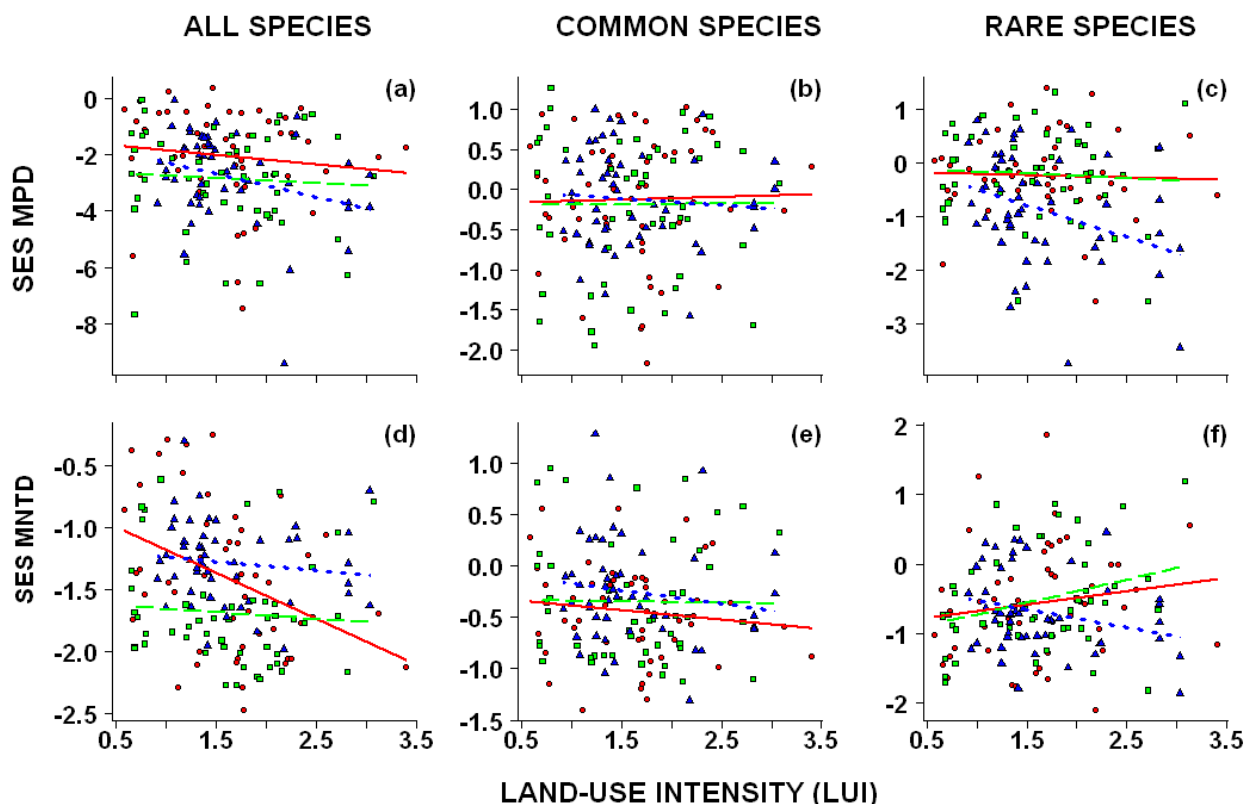 ALL SPECIES COMMON SPECIES RARE SPECIES
(a) (b) (c)
SES MPD
0 -2 -4 -6 -8
1.0 0.5 0.0 -0.5 -1.0 -1.5 -2.0
1 0 -1 -2 -3
(d) (e) (f)
SES MNTD
-0.5 -1.0 -1.5 -2.0 -2.5
1.0 0.5 0.0 -0.5 -1.0 -1.5
2 1 0 -1 -2
0.5 1.5 2.5 3.5 0.5 1.5 2.5 3.5 0.5 1.5 2.5 3.5
LAND-USE INTENSITY (LUI)